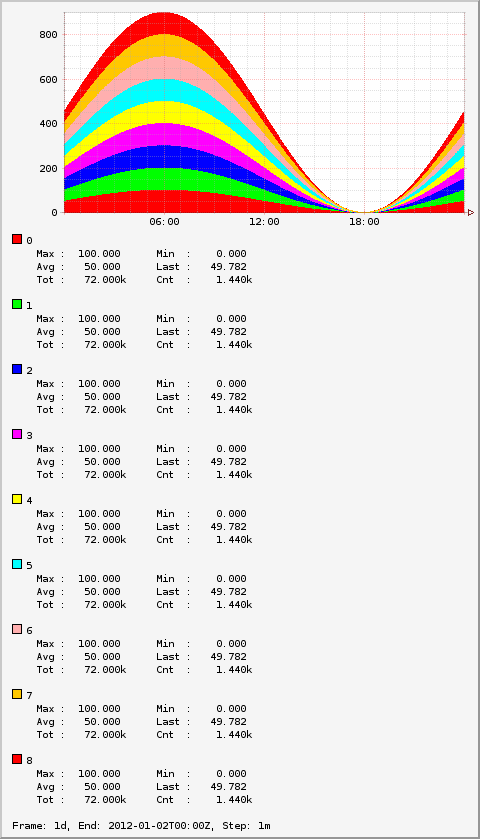 800
600
400
200
0
06:00 12:00 18:00
0
Max : 100.000 Min : 0.000
Avg : 50.000 Last : 49.782
Tot : 72.000k Cnt : 1.440k
1
Max : 100.000 Min : 0.000
Avg : 50.000 Last : 49.782
Tot : 72.000k Cnt : 1.440k
2
Max : 100.000 Min : 0.000
Avg : 50.000 Last : 49.782
Tot : 72.000k Cnt : 1.440k
3
Max : 100.000 Min : 0.000
Avg : 50.000 Last : 49.782
Tot : 72.000k Cnt : 1.440k
4
Max : 100.000 Min : 0.000
Avg : 50.000 Last : 49.782
Tot : 72.000k Cnt : 1.440k
5
Max : 100.000 Min : 0.000
Avg : 50.000 Last : 49.782
Tot : 72.000k Cnt : 1.440k
6
Max : 100.000 Min : 0.000
Avg : 50.000 Last : 49.782
Tot : 72.000k Cnt : 1.440k
7
Max : 100.000 Min : 0.000
Avg : 50.000 Last : 49.782
Tot : 72.000k Cnt : 1.440k
8
Max : 100.000 Min : 0.000
Avg : 50.000 Last : 49.782
Tot : 72.000k Cnt : 1.440k
Frame: 1d, End: 2012-01-02T00:00Z, Step: 1m